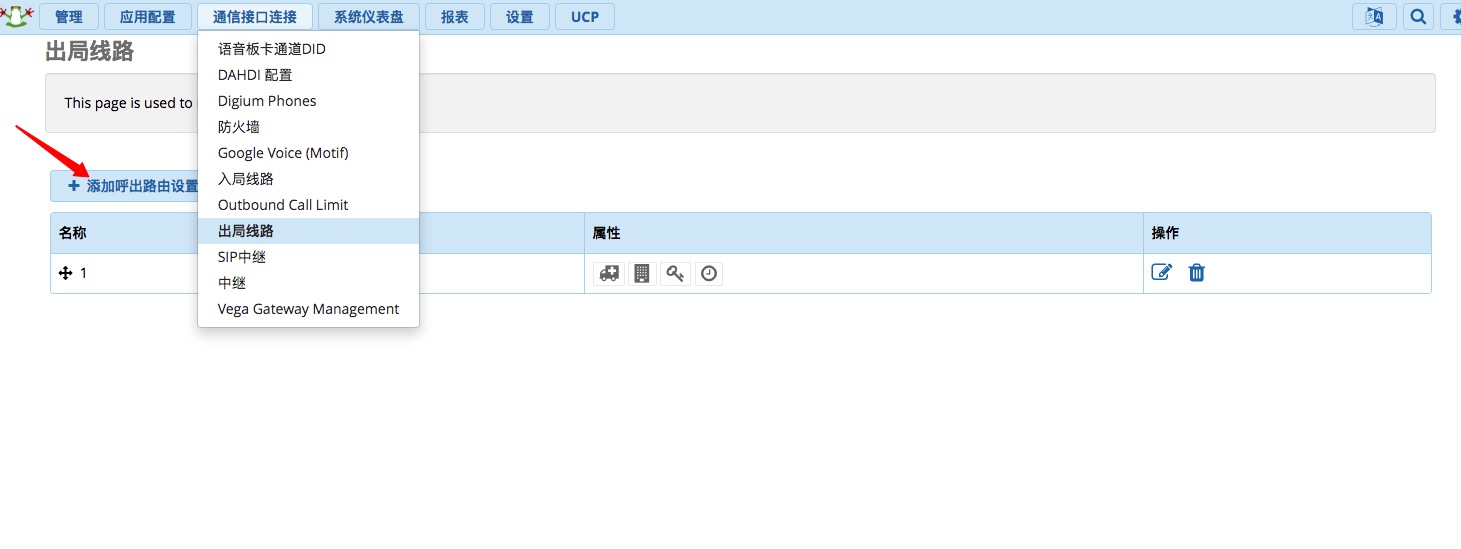 管理 应用配置 通信接口连接 系统仪表盘 报表 设置 UCP
出局线路
语音板卡通道DID
DAHDI 配置
This page is used to
Digium Phones
防火墙
Google Voice (Motif)
入局线路
添加呼出路由设置
Outbound Call Limit
出局线路
名称 属性 操作
SIP中继
1
中继
Vega Gateway Management